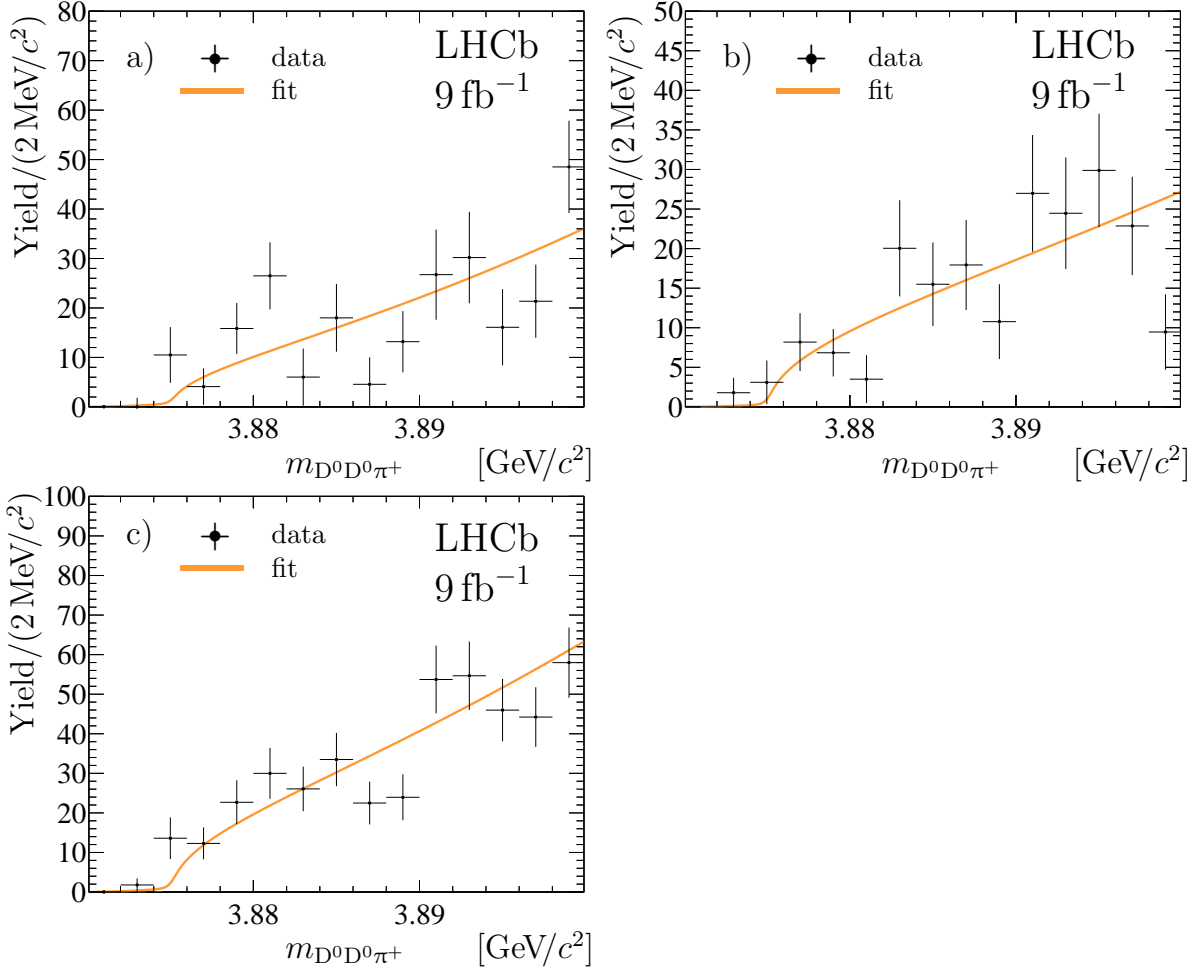 80
70
60
50
40
30
20
10
0
Yield/(2 MeV/c²)
a)
data
fit
LHCb
9 fb⁻¹
3.88
3.89
m_D⁰D⁰π⁺
[GeV/c²]
50
45
40
35
30
25
20
15
10
5
0
Yield/(2 MeV/c²)
b)
data
fit
LHCb
9 fb⁻¹
3.88
3.89
m_D⁰D⁰π⁺
[GeV/c²]
100
90
80
70
60
50
40
30
20
10
0
Yield/(2 MeV/c²)
c)
data
fit
LHCb
9 fb⁻¹
3.88
3.89
m_D⁰D⁰π⁺
[GeV/c²]